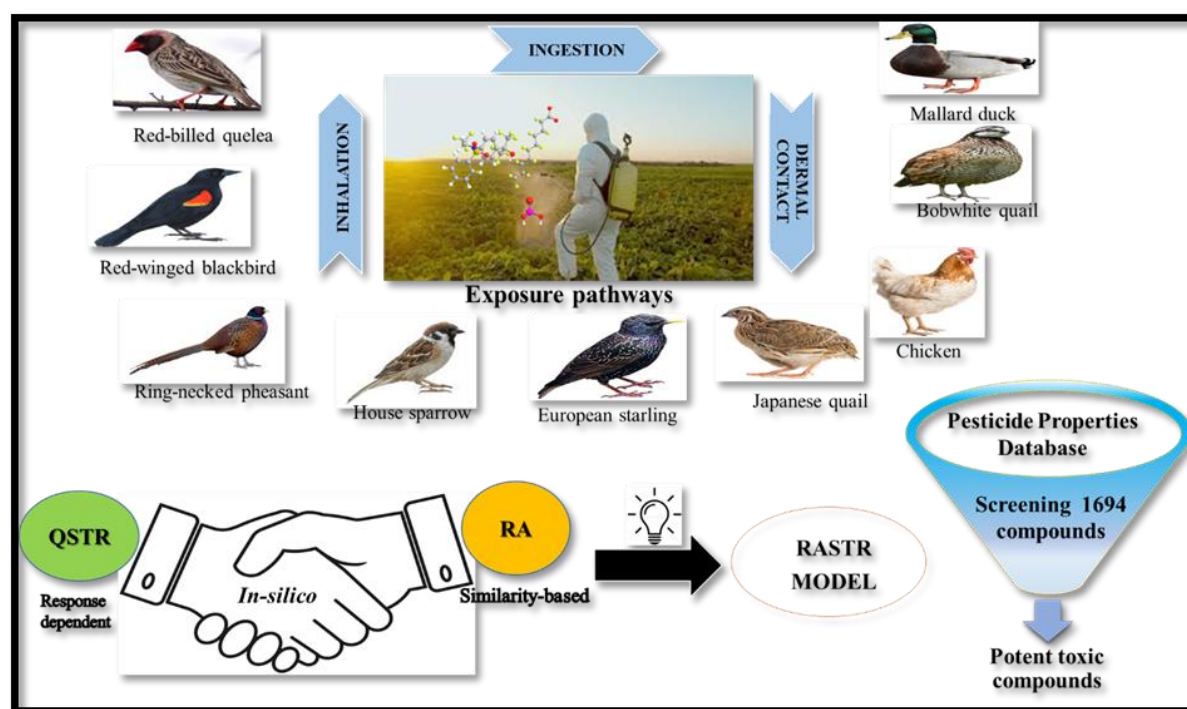 INGESTION
Red-billed quelea
INHALATION
DERMAL
CONTACT
Mallard duck
Bobwhite quail
Red-winged blackbird
Exposure pathways
Chicken
Ring-necked pheasant
House sparrow
European starling
Japanese quail
Pesticide Properties
Database
Screening 1694
compounds
QSTR
Response
dependent
In-silico
RA
Similarity-based
RASTR
MODEL
Potent toxic
compounds